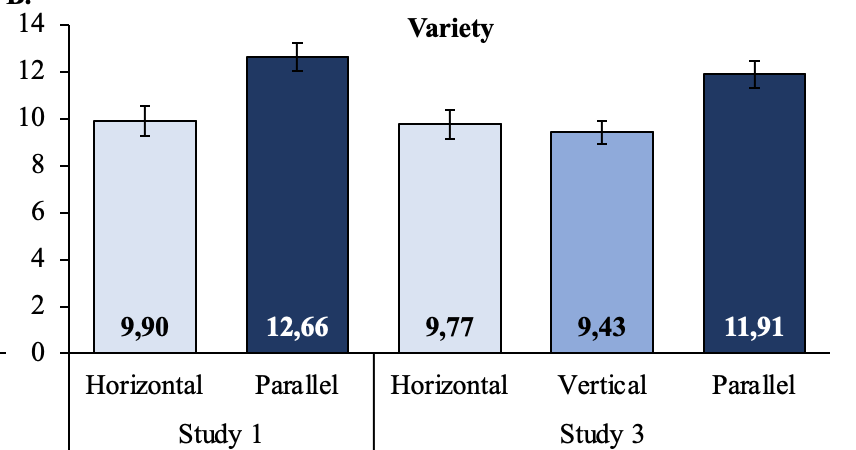 B.
Variety
14
12
10
8
6
4
2
0
9,90
12,66
9,77
9,43
11,91
Horizontal
Parallel
Horizontal
Vertical
Parallel
Study 1
Study 3